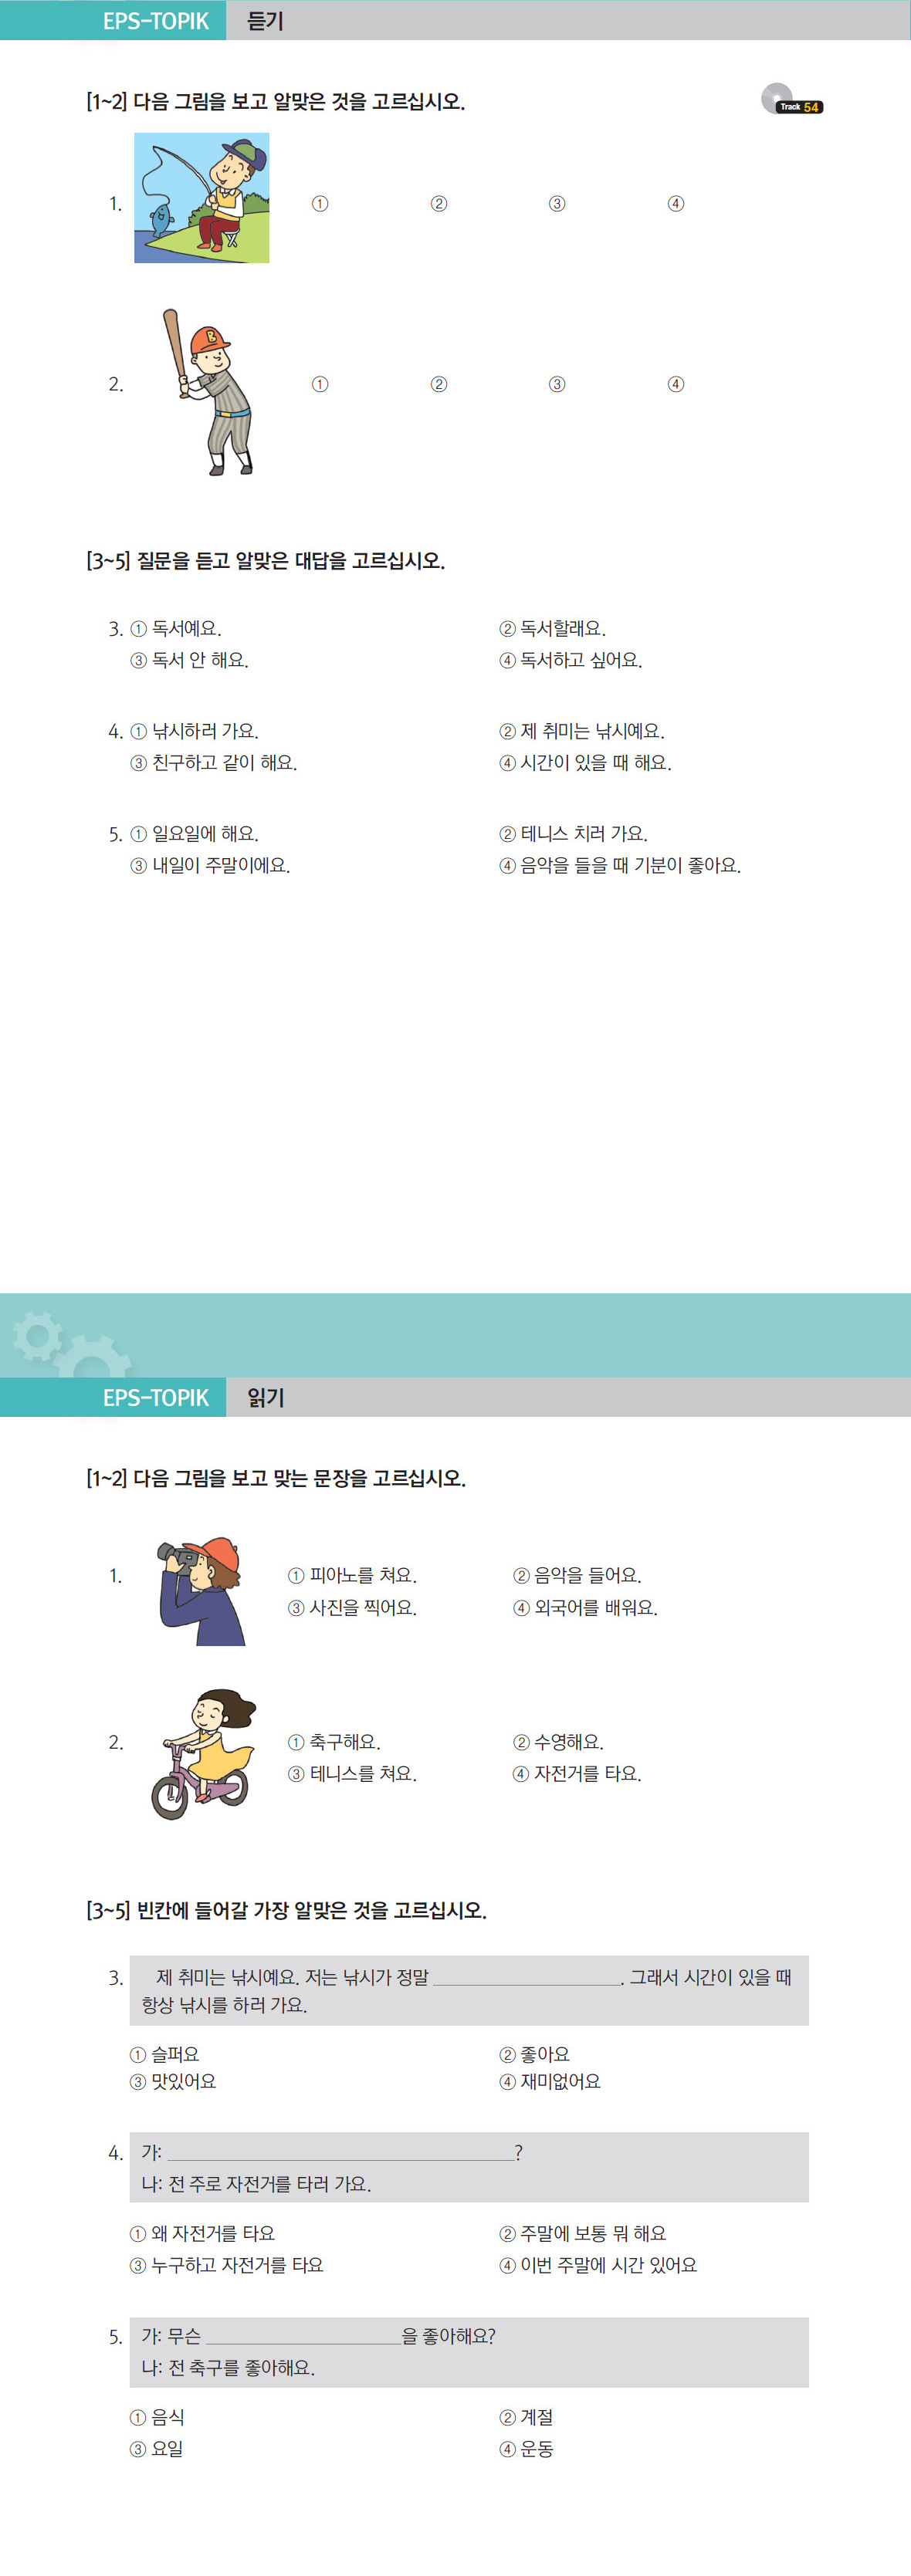 EPS-TOPIK 듣기
[1~2] 다음 그림을 보고 알맞은 것을 고르십시오.
Track 54
1. ① ② ③ ④
B
2. ① ② ③ ④
[3~5] 질문을 듣고 알맞은 대답을 고르십시오.
3. ① 독서예요. ② 독서할래요.
③ 독서 안 해요. ④ 독서하고 싶어요.
4. ① 낚시하러 가요. ② 제 취미는 낚시예요.
③ 친구하고 같이 해요. ④ 시간이 있을 때 해요.
5. ① 일요일에 해요. ② 테니스 치러 가요.
③ 내일이 주말이에요. ④ 음악을 들을 때 기분이 좋아요.
EPS-TOPIK 읽기
[1~2] 다음 그림을 보고 맞는 문장을 고르십시오.
1. ① 피아노를 쳐요. ② 음악을 들어요.
③ 사진을 찍어요. ④ 외국어를 배워요.
2. ① 축구해요. ② 수영해요.
③ 테니스를 쳐요. ④ 자전거를 타요.
[3~5] 빈칸에 들어갈 가장 알맞은 것을 고르십시오.
3. 제 취미는 낚시예요. 저는 낚시가 정말 ____________________. 그래서 시간이 있을 때
항상 낚시를 하러 가요.
① 슬퍼요 ② 좋아요
③ 맛있어요 ④ 재미없어요
4. 가: ____________________?
나: 전 주로 자전거를 타러 가요.
① 왜 자전거를 타요 ② 주말에 보통 뭐 해요
③ 누구하고 자전거를 타요 ④ 이번 주말에 시간 있어요
5. 가: 무슨 ____________________을 좋아해요?
나: 전 축구를 좋아해요.
① 음식 ② 계절
③ 요일 ④ 운동